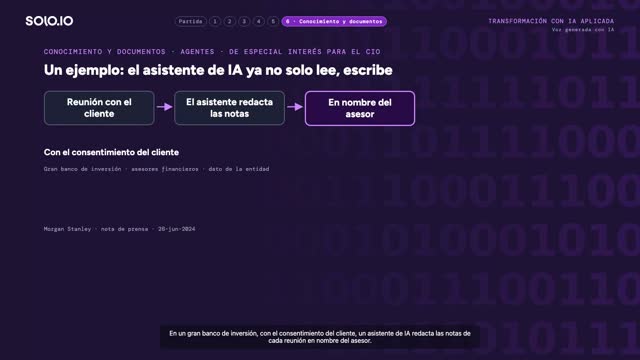 SOLO.IO
Partida 1 2 3 4 5 6 · Conocimiento y documentos
TRANSFORMACIÓN CON IA APLICADA
Voz generada con IA
CONOCIMIENTO Y DOCUMENTOS · AGENTES · DE ESPECIAL INTERÉS PARA EL CIO
Un ejemplo: el asistente de IA ya no solo lee, escribe
Reunión con el
cliente
El asistente redacta
las notas
En nombre del
asesor
Con el consentimiento del cliente
Gran banco de inversión · asesores financieros · dato de la entidad
Morgan Stanley · nota de prensa · 26-jun-2024
En un gran banco de inversión, con el consentimiento del cliente, un asistente de IA redacta las notas de
cada reunión en nombre del asesor.